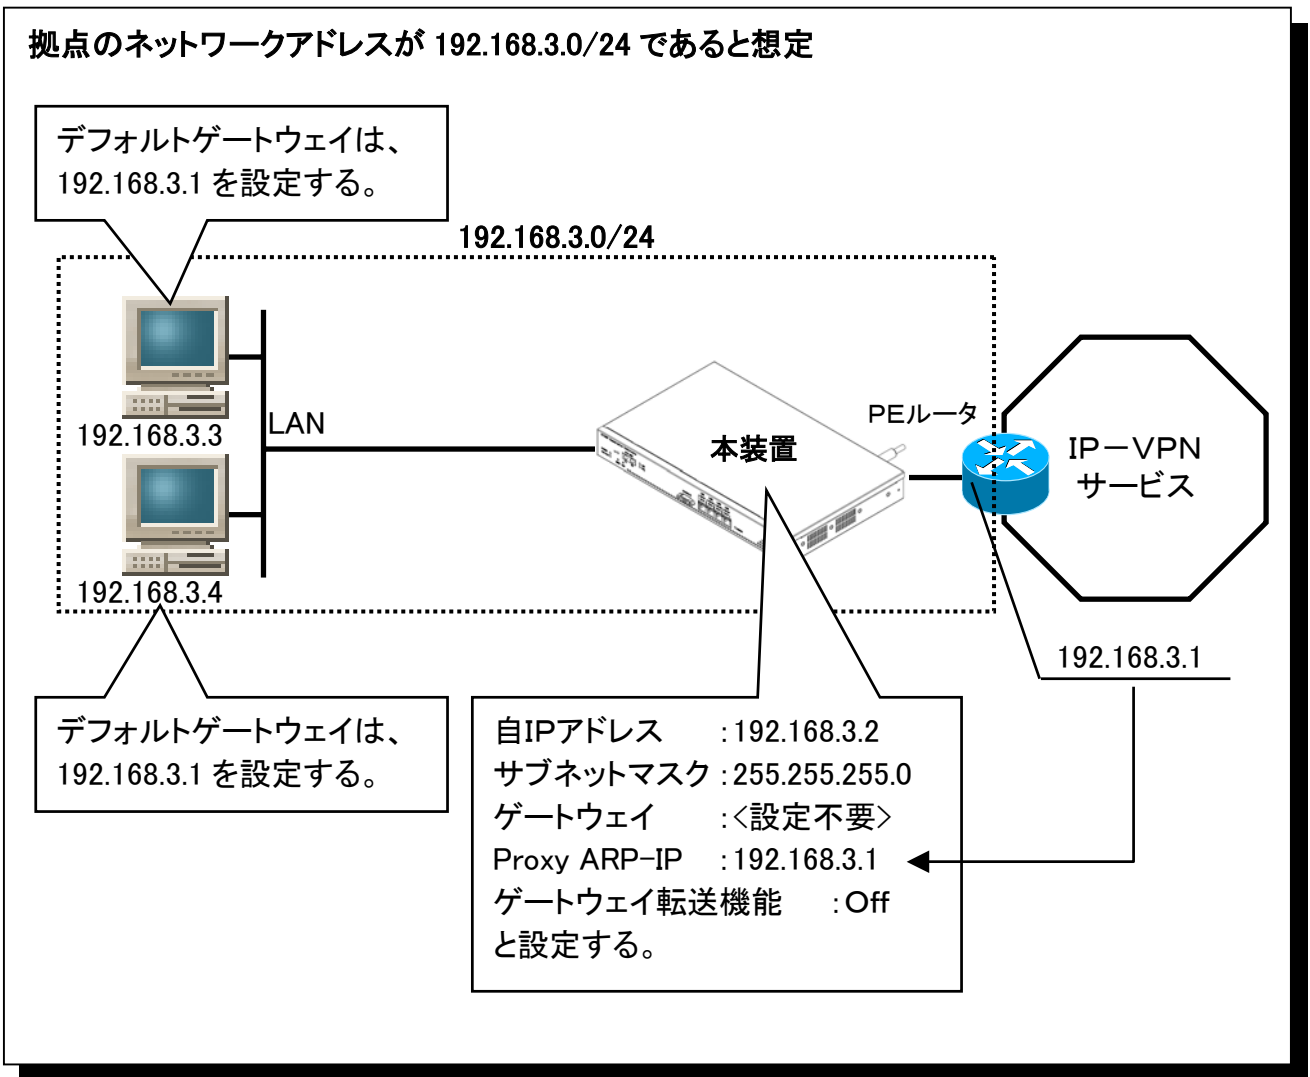 拠点のネットワークアドレスが 192.168.3.0/24 であると想定
デフォルトゲートウェイは、
192.168.3.1 を設定する。
192.168.3.0/24
192.168.3.3
LAN
192.168.3.4
本装置
PEルータ
IP－VPN
サービス
192.168.3.1
デフォルトゲートウェイは、
192.168.3.1 を設定する。
自IPアドレス :192.168.3.2
サブネットマスク :255.255.255.0
ゲートウェイ :<設定不要>
Proxy ARP-IP :192.168.3.1
ゲートウェイ転送機能 :Off
と設定する。